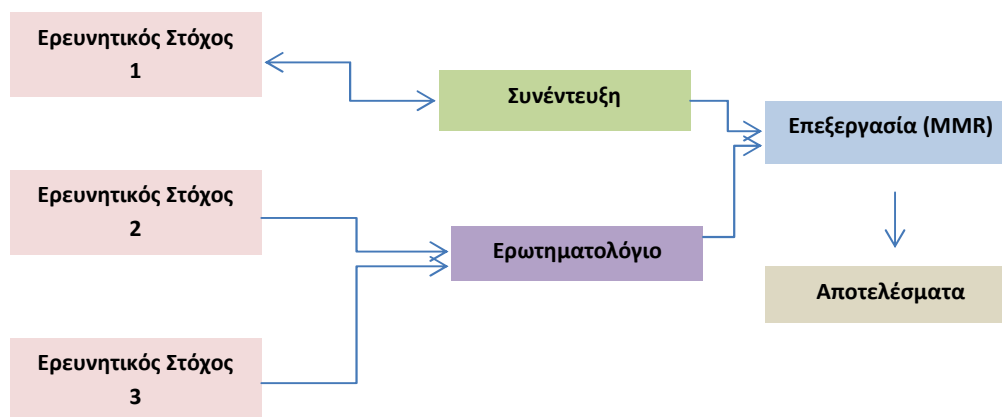 Ερευνητικός Στόχος
1
Συνέντευξη
Επεξεργασία (MMR)
Ερευνητικός Στόχος
2
Ερωτηματολόγιο
Αποτελέσματα
Ερευνητικός Στόχος
3